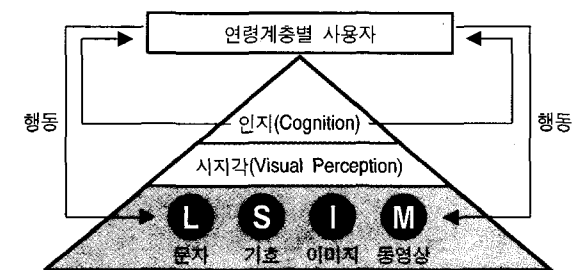 연령계층별 사용자
인지(Cognition)
행동
행동
시지각(Visual Perception)
L S I M
문자 기호 이미지 동영상